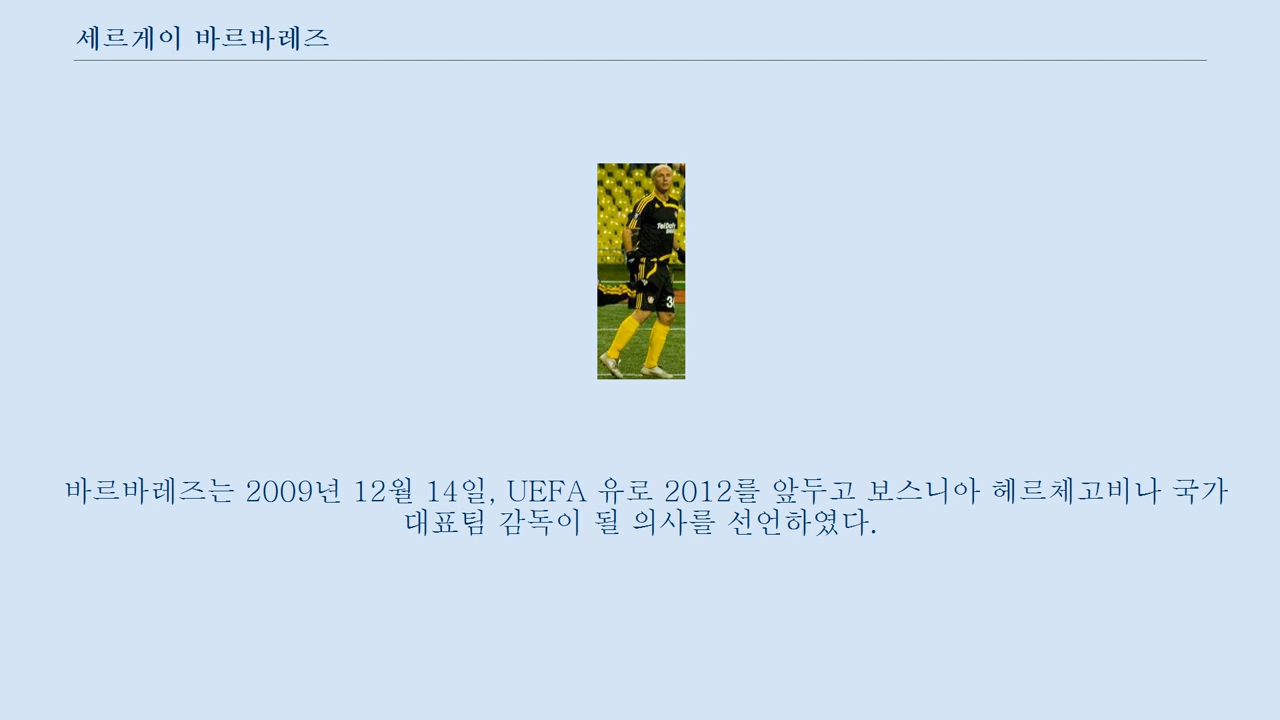 세르게이 바르바레즈
바르바레즈는 2009년 12월 14일, UEFA 유로 2012를 앞두고 보스니아 헤르체고비나 국가
대표팀 감독이 될 의사를 선언하였다.